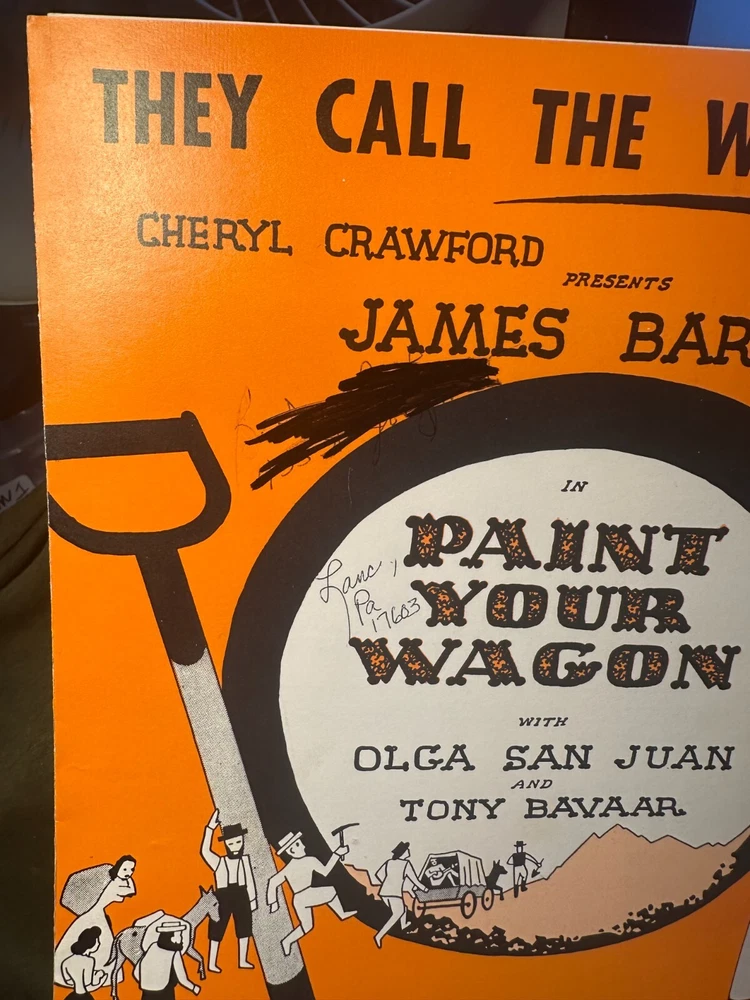 THEY CALL THE W
CHERYL CRAWFORD
PRESENTS
JAMES BAR
IN
PAINT
YOUR
WAGON
Lanc,
Pa
17603
WITH
OLGA SAN JUAN
AND
TONY BAVAAR